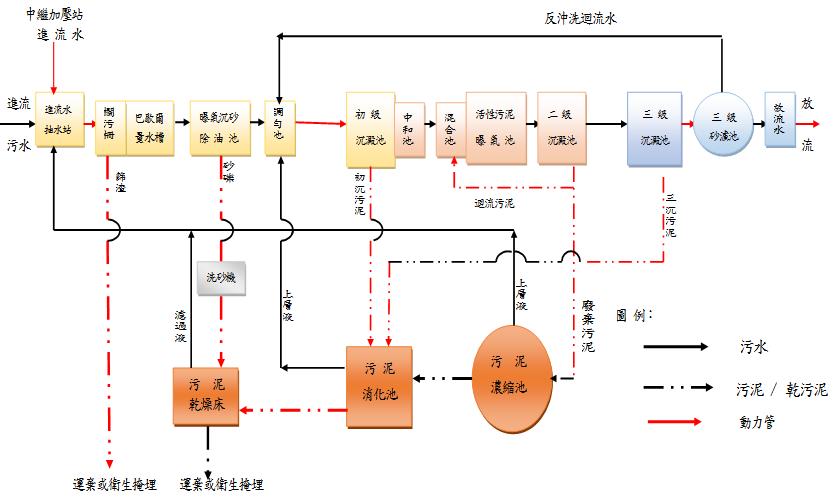 中繼加壓站
進流水
反沖洗迴流水
進流
污水
進流水
抽水站
攔污柵
巴歇爾
量水槽
曝氣沉砂
除油池
調勻池
初級
沉澱池
中和池
混合池
活性污泥
曝氣池
二級
沉澱池
三級
沉澱池
三級
砂濾池
放流水
放
流
篩渣
砂礫
初沉污泥
迴流污泥
三沉污泥
洗砂機
濾過液
上層液
上層液
廢棄污泥
圖例：
污泥
乾燥床
污泥
消化池
污泥
濃縮池
污水
污泥 / 乾污泥
動力管
運棄或衛生掩埋
運棄或衛生掩埋